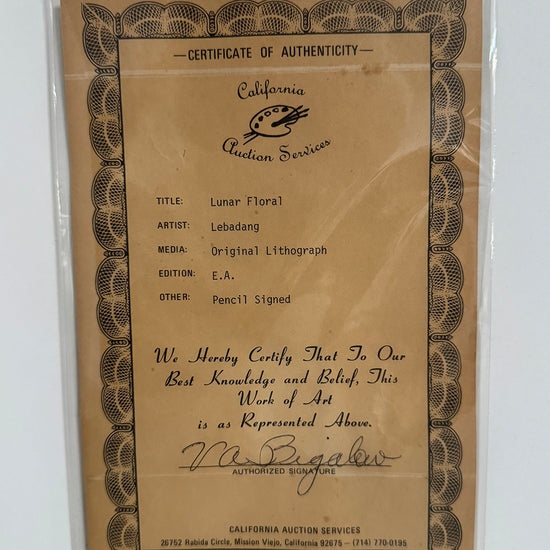 —CERTIFICATE OF AUTHENTICITY—
California
Auction Services
TITLE: Lunar Floral
ARTIST: Lebadang
MEDIA: Original Lithograph
EDITION: E.A.
OTHER: Pencil Signed
We Hereby Certify That To Our
Best Knowledge and Belief, This
Work of Art
is as Represented Above.
VA Bigalow
AUTHORIZED SIGNATURE
CALIFORNIA AUCTION SERVICES
26752 Rabida Circle, Mission Viejo, California 92675 — (714) 770-0195